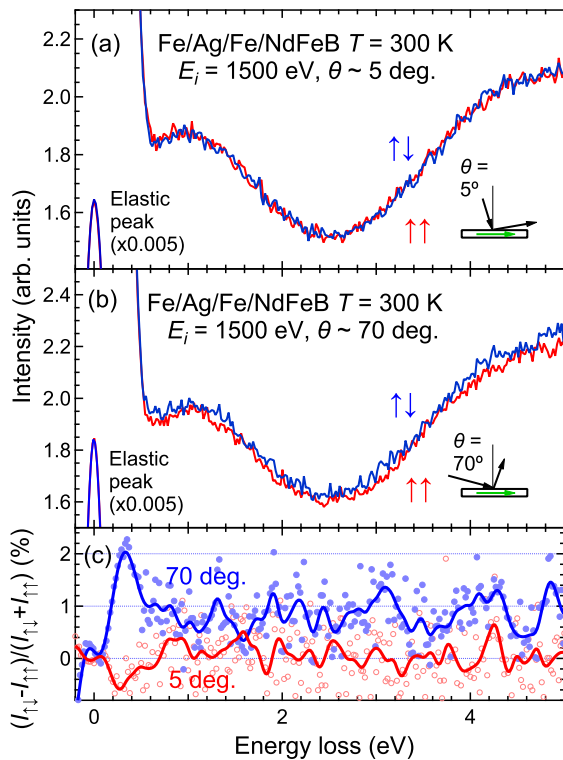 2.2
2.0
1.8
1.6
(a)
Fe/Ag/Fe/NdFeB T = 300 K
Ei = 1500 eV, θ ~ 5 deg.
↑↓
↑↑
Elastic
peak
(x0.005)
θ =
5º
Intensity (arb. units)
2.4
2.2
2.0
1.8
1.6
(b)
Fe/Ag/Fe/NdFeB T = 300 K
Ei = 1500 eV, θ ~ 70 deg.
↑↓
↑↑
Elastic
peak
(x0.005)
θ =
70º
(I↑↓-I↑↑)/(I↑↓+I↑↑) (%)
2
1
0
(c)
70 deg.
5 deg.
0
2
4
Energy loss (eV)